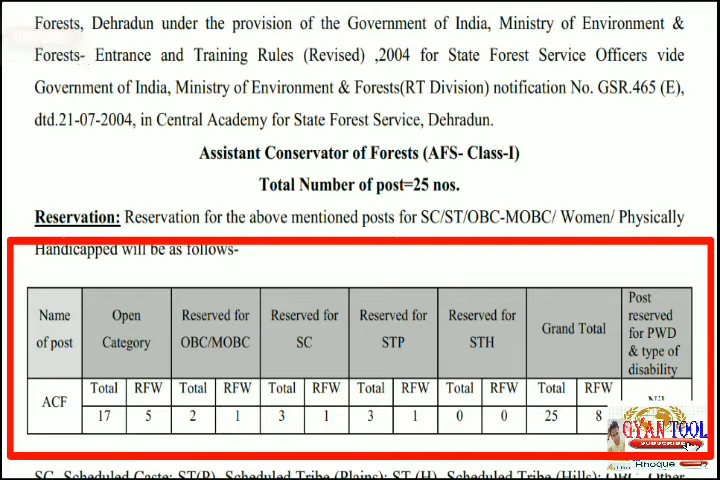 Forests, Dehradun under the provision of the Government of India, Ministry of Environment &
Forests- Entrance and Training Rules (Revised) ,2004 for State Forest Service Officers vide
Government of India, Ministry of Environment & Forests(RT Division) notification No. GSR.465 (E),
dtd.21-07-2004, in Central Academy for State Forest Service, Dehradun.
Assistant Conservator of Forests (AFS- Class-I)
Total Number of post=25 nos.
Reservation: Reservation for the above mentioned posts for SC/ST/OBC-MOBC/ Women/ Physically
Handicapped will be as follows-
Name of post Open Category Reserved for OBC/MOBC Reserved for SC Reserved for STP Reserved for STH Grand Total Post reserved for PWD & type of disability
ACF Total RFW Total RFW Total RFW Total RFW Total RFW Total RFW Nil
17 5 2 1 3 1 3 1 0 0 25 8
GYAN TOOL
SUBSCRIBE
Rhoque
SC- Scheduled Caste; ST(P)- Scheduled Tribe (Plains); ST (H)- Scheduled Tribe (Hills); OBC- Other